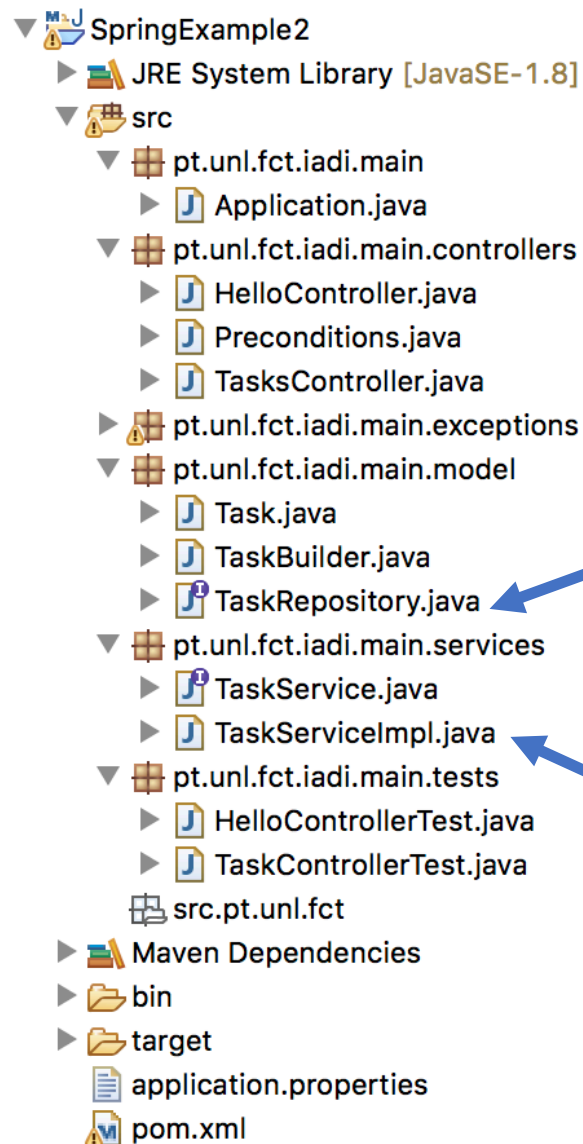 SpringExample2
JRE System Library [JavaSE-1.8]
src
pt.unl.fct.iadi.main
Application.java
pt.unl.fct.iadi.main.controllers
HelloController.java
Preconditions.java
TasksController.java
pt.unl.fct.iadi.main.exceptions
pt.unl.fct.iadi.main.model
Task.java
TaskBuilder.java
TaskRepository.java
pt.unl.fct.iadi.main.services
TaskService.java
TaskServiceImpl.java
pt.unl.fct.iadi.main.tests
HelloControllerTest.java
TaskControllerTest.java
src.pt.unl.fct
Maven Dependencies
bin
target
application.properties
pom.xml